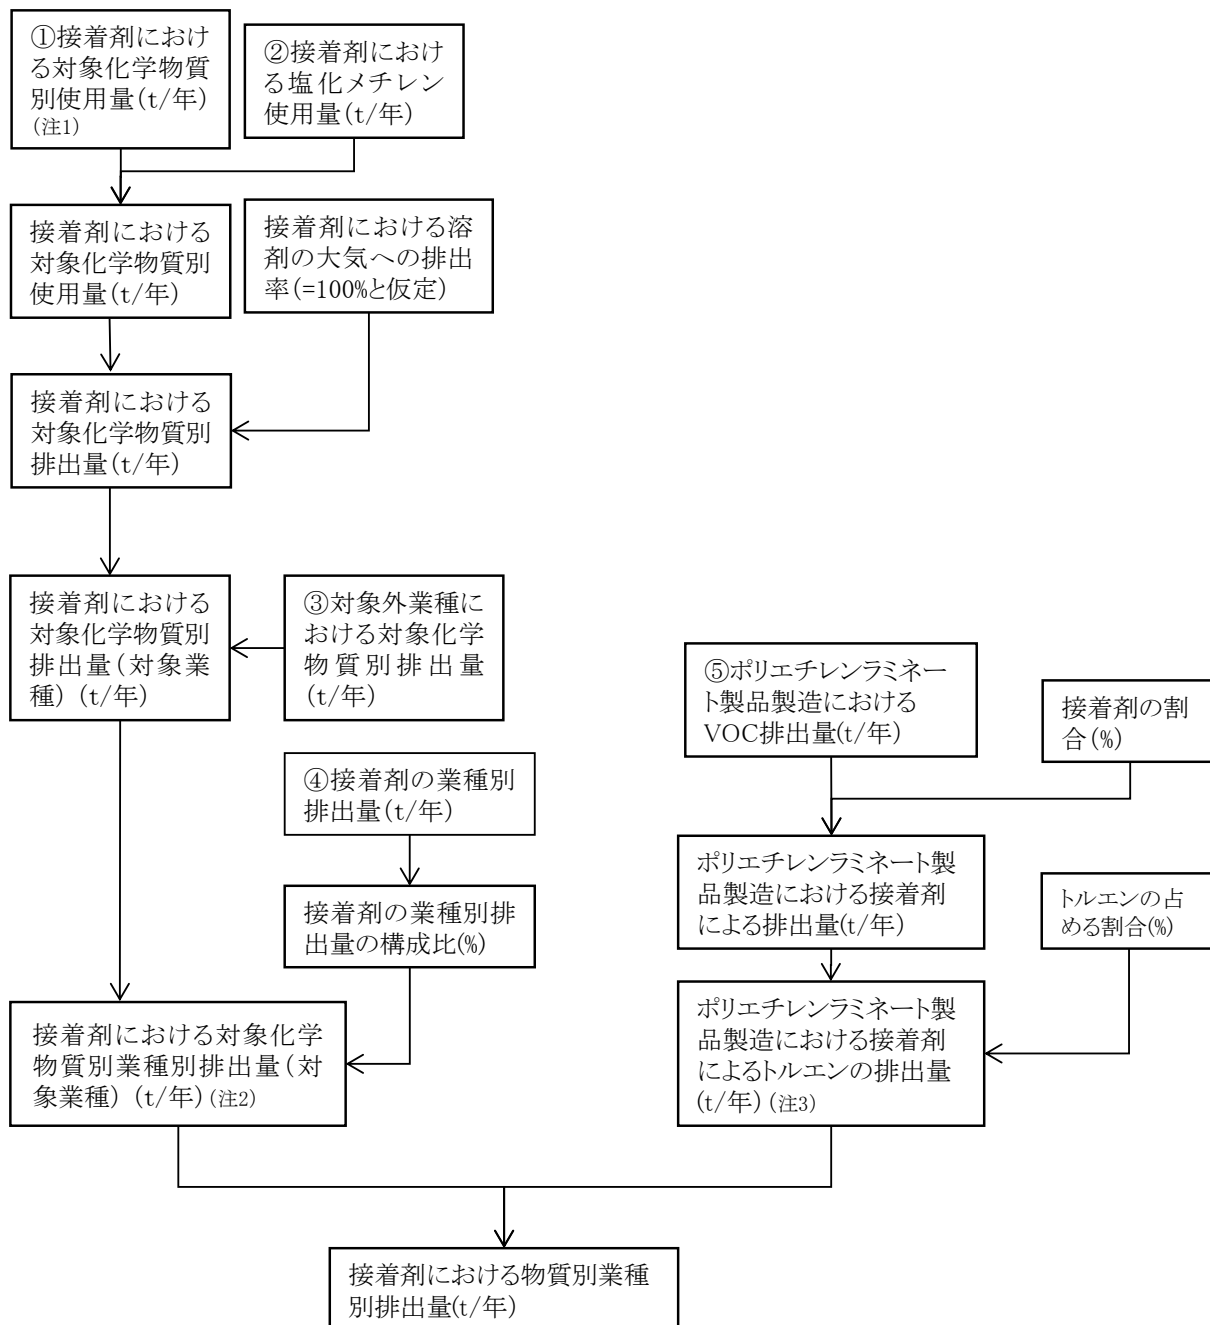 ①接着剤におけ
る対象化学物質
別使用量(t/年)
(注1)
②接着剤におけ
る塩化メチレン
使用量(t/年)
接着剤における
対象化学物質別
使用量(t/年)
接着剤における溶
剤の大気への排出
率(=100%と仮定)
接着剤における
対象化学物質別
排出量(t/年)
接着剤における
対象化学物質別
排出量(対象業
種) (t/年)
③対象外業種に
おける対象化学
物質別排出量
(t/年)
⑤ポリエチレンラミネー
ト製品製造における
VOC排出量(t/年)
接着剤の割
合(%)
④接着剤の業種別
排出量(t/年)
ポリエチレンラミネート製
品製造における接着剤
による排出量(t/年)
トルエンの占
める割合(%)
接着剤の業種別排
出量の構成比(%)
接着剤における対象化学
物質別業種別排出量(対
象業種) (t/年)(注2)
ポリエチレンラミネート製
品製造における接着剤
によるトルエンの排出量
(t/年)(注3)
接着剤における物質別業種
別排出量(t/年)